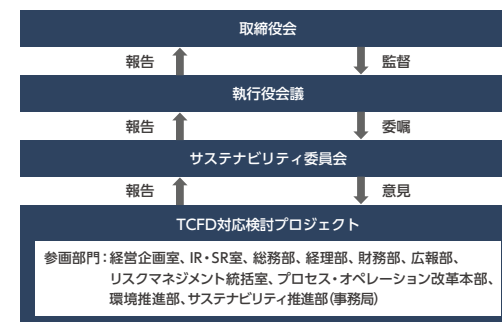 取締役会
報告 監督
執行役会議
報告 委嘱
サステナビリティ委員会
報告 意見
TCFD対応検討プロジェクト
参画部門：経営企画室、IR・SR室、総務部、経理部、財務部、広報部、
リスクマネジメント統括室、プロセス・オペレーション改革本部、
環境推進部、サステナビリティ推進部（事務局）